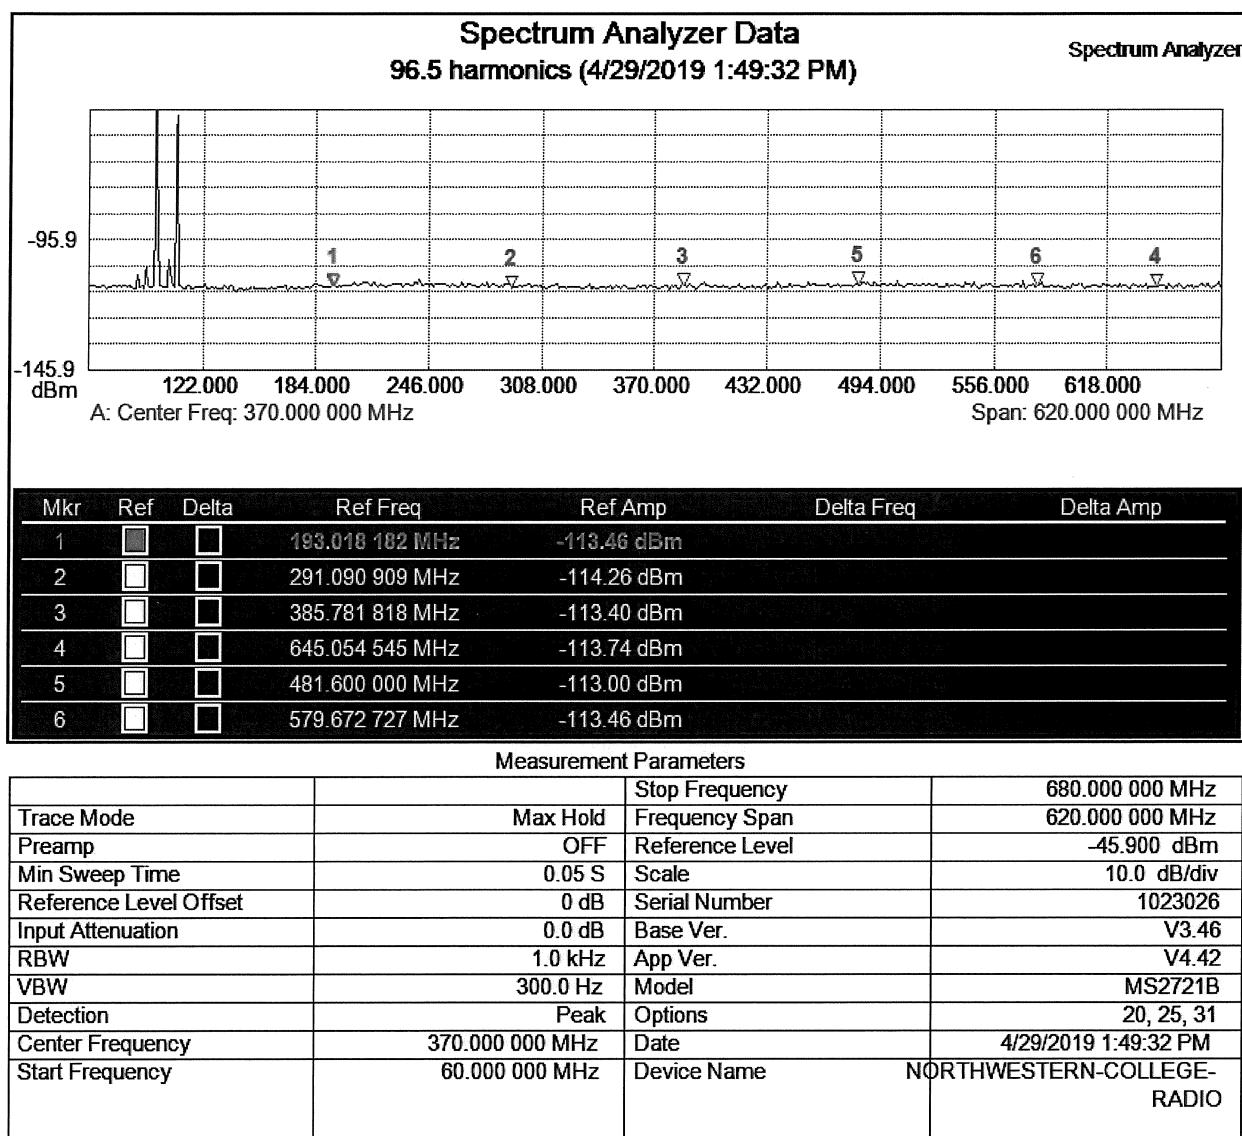 Spectrum Analyzer Data
Spectrum Analyzer
96.5 harmonics (4/29/2019 1:49:32 PM)
-95.9
1 2 3 5 6 4
-145.9
dBm
122.000 184.000 246.000 308.000 370.000 432.000 494.000 556.000 618.000
A: Center Freq: 370.000 000 MHz Span: 620.000 000 MHz
Mkr Ref Delta Ref Freq Ref Amp Delta Freq Delta Amp
1 193.018 182 MHz -113.46 dBm
2 291.090 909 MHz -114.26 dBm
3 385.781 818 MHz -113.40 dBm
4 645.054 545 MHz -113.74 dBm
5 481.600 000 MHz -113.00 dBm
6 579.672 727 MHz -113.46 dBm
Measurement Parameters
Stop Frequency 680.000 000 MHz
Trace Mode Max Hold Frequency Span 620.000 000 MHz
Preamp OFF Reference Level -45.900 dBm
Min Sweep Time 0.05 S Scale 10.0 dB/div
Reference Level Offset 0 dB Serial Number 1023026
Input Attenuation 0.0 dB Base Ver. V3.46
RBW 1.0 kHz App Ver. V4.42
VBW 300.0 Hz Model MS2721B
Detection Peak Options 20, 25, 31
Center Frequency 370.000 000 MHz Date 4/29/2019 1:49:32 PM
Start Frequency 60.000 000 MHz Device Name NORTHWESTERN-COLLEGE-
RADIO